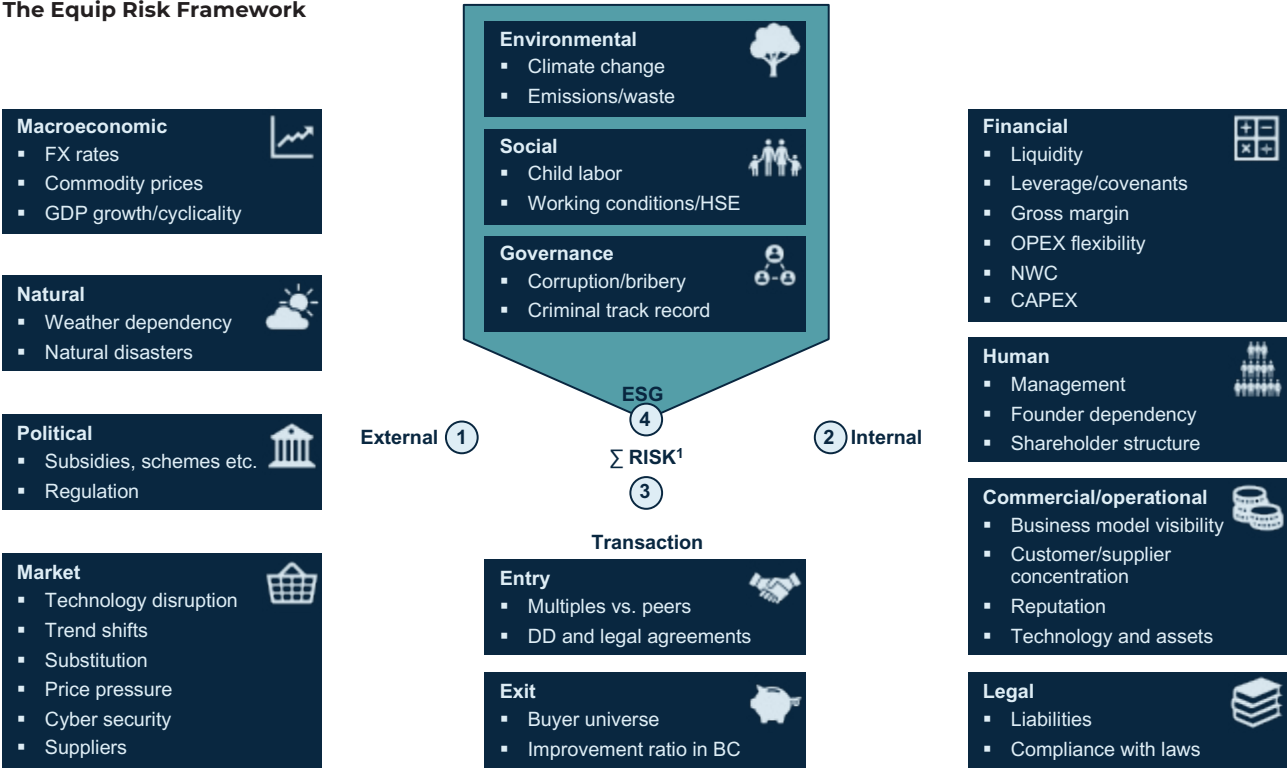 The Equip Risk Framework
Environmental
▪ Climate change
▪ Emissions/waste
Social
▪ Child labor
▪ Working conditions/HSE
Governance
▪ Corruption/bribery
▪ Criminal track record
ESG
4
Macroeconomic
▪ FX rates
▪ Commodity prices
▪ GDP growth/cyclicality
Natural
▪ Weather dependency
▪ Natural disasters
Political
▪ Subsidies, schemes etc.
▪ Regulation
Market
▪ Technology disruption
▪ Trend shifts
▪ Substitution
▪ Price pressure
▪ Cyber security
▪ Suppliers
External 1
∑ RISK¹
3
2 Internal
Transaction
Entry
▪ Multiples vs. peers
▪ DD and legal agreements
Exit
▪ Buyer universe
▪ Improvement ratio in BC
Financial
▪ Liquidity
▪ Leverage/covenants
▪ Gross margin
▪ OPEX flexibility
▪ NWC
▪ CAPEX
Human
▪ Management
▪ Founder dependency
▪ Shareholder structure
Commercial/operational
▪ Business model visibility
▪ Customer/supplier
concentration
▪ Reputation
▪ Technology and assets
Legal
▪ Liabilities
▪ Compliance with laws